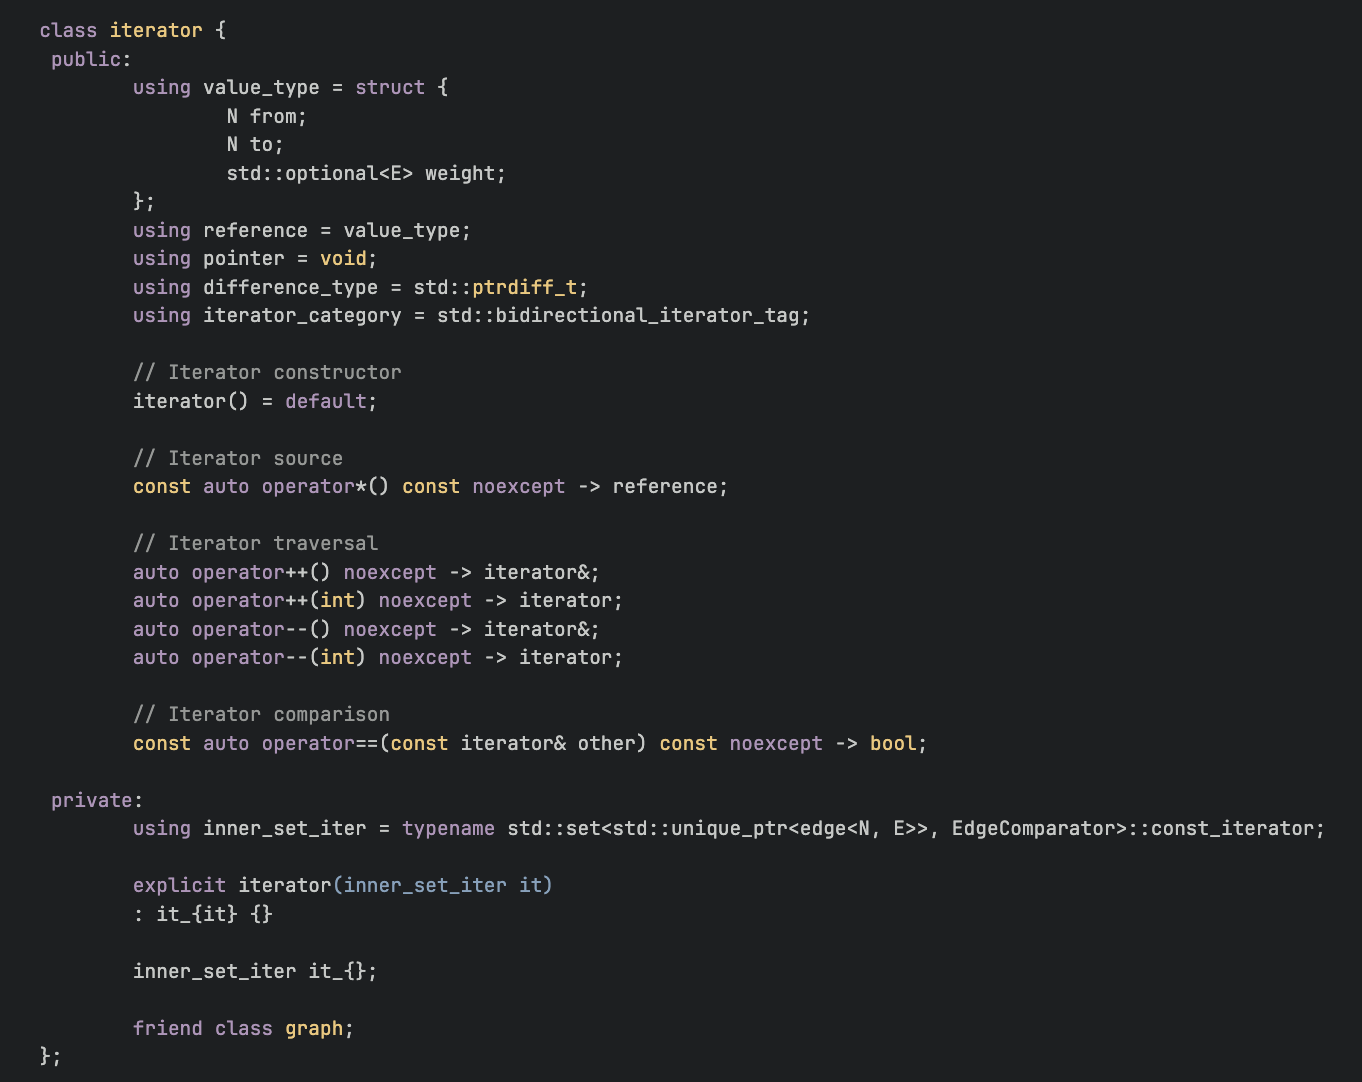 class iterator {
public:
using value_type = struct {
N from;
N to;
std::optional<E> weight;
};
using reference = value_type;
using pointer = void;
using difference_type = std::ptrdiff_t;
using iterator_category = std::bidirectional_iterator_tag;
// Iterator constructor
iterator() = default;
// Iterator source
const auto operator*() const noexcept -> reference;
// Iterator traversal
auto operator++() noexcept -> iterator&;
auto operator++(int) noexcept -> iterator;
auto operator--() noexcept -> iterator&;
auto operator--(int) noexcept -> iterator;
// Iterator comparison
const auto operator==(const iterator& other) const noexcept -> bool;
private:
using inner_set_iter = typename std::set<std::unique_ptr<edge<N, E>>, EdgeComparator>::const_iterator;
explicit iterator(inner_set_iter it)
: it_{it} {}
inner_set_iter it_{};
friend class graph;
};